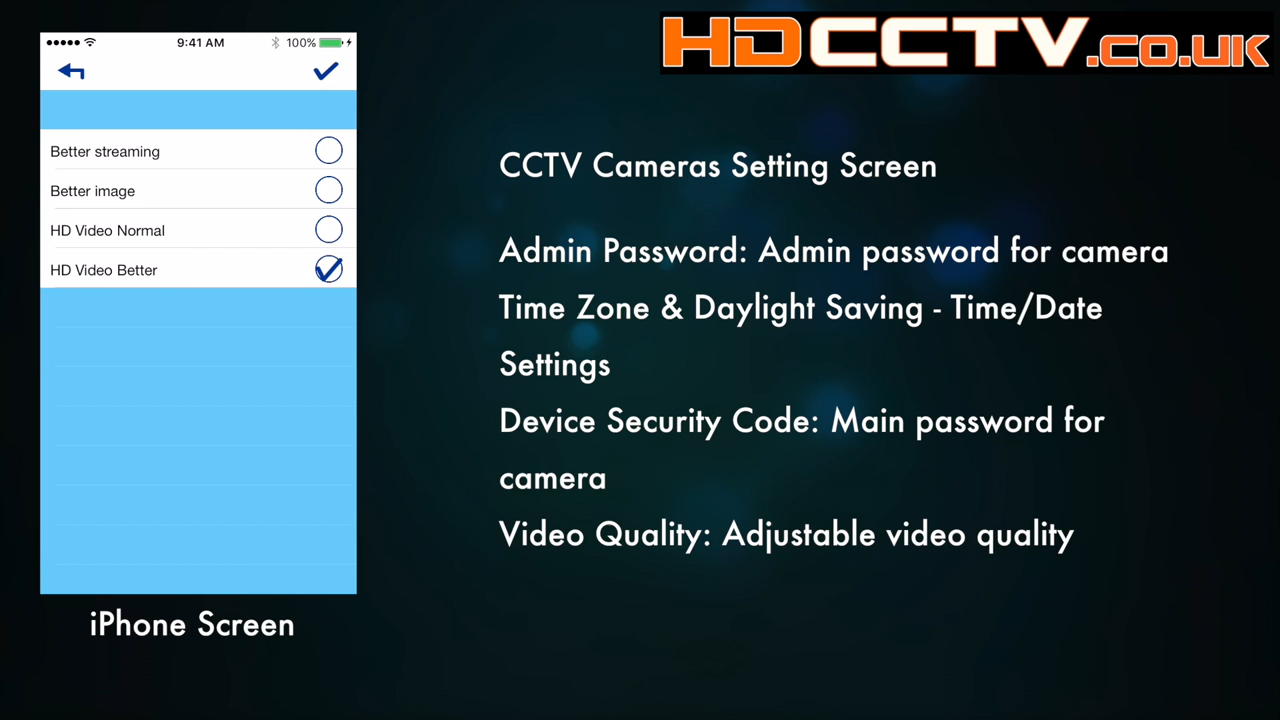 HDCCTV.co.uk
9:41 AM
100%
Better streaming
Better image
HD Video Normal
HD Video Better
iPhone Screen
CCTV Cameras Setting Screen
Admin Password: Admin password for camera
Time Zone & Daylight Saving - Time/Date
Settings
Device Security Code: Main password for
camera
Video Quality: Adjustable video quality